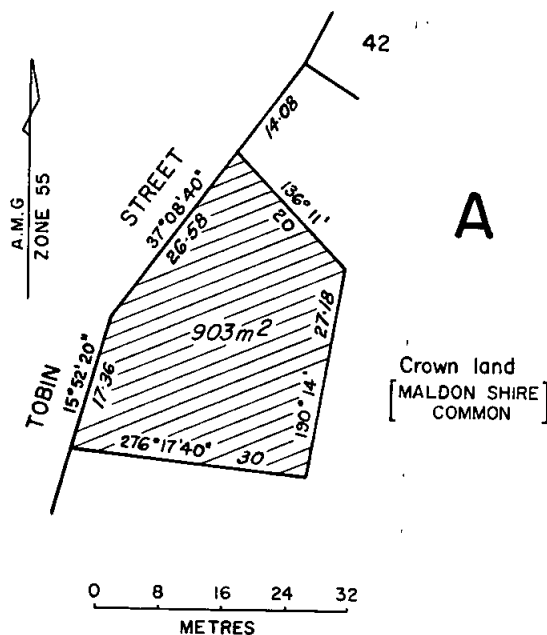 42
14·08
A.M.G
ZONE 55
STREET
37°08'40"
26·58
136°11'
20
A
903m²
27·18
190°14'
TOBIN
15°52'20"
17·36
276°17'40"
30
Crown land
[MALDON SHIRE
COMMON]
0 8 16 24 32
METRES